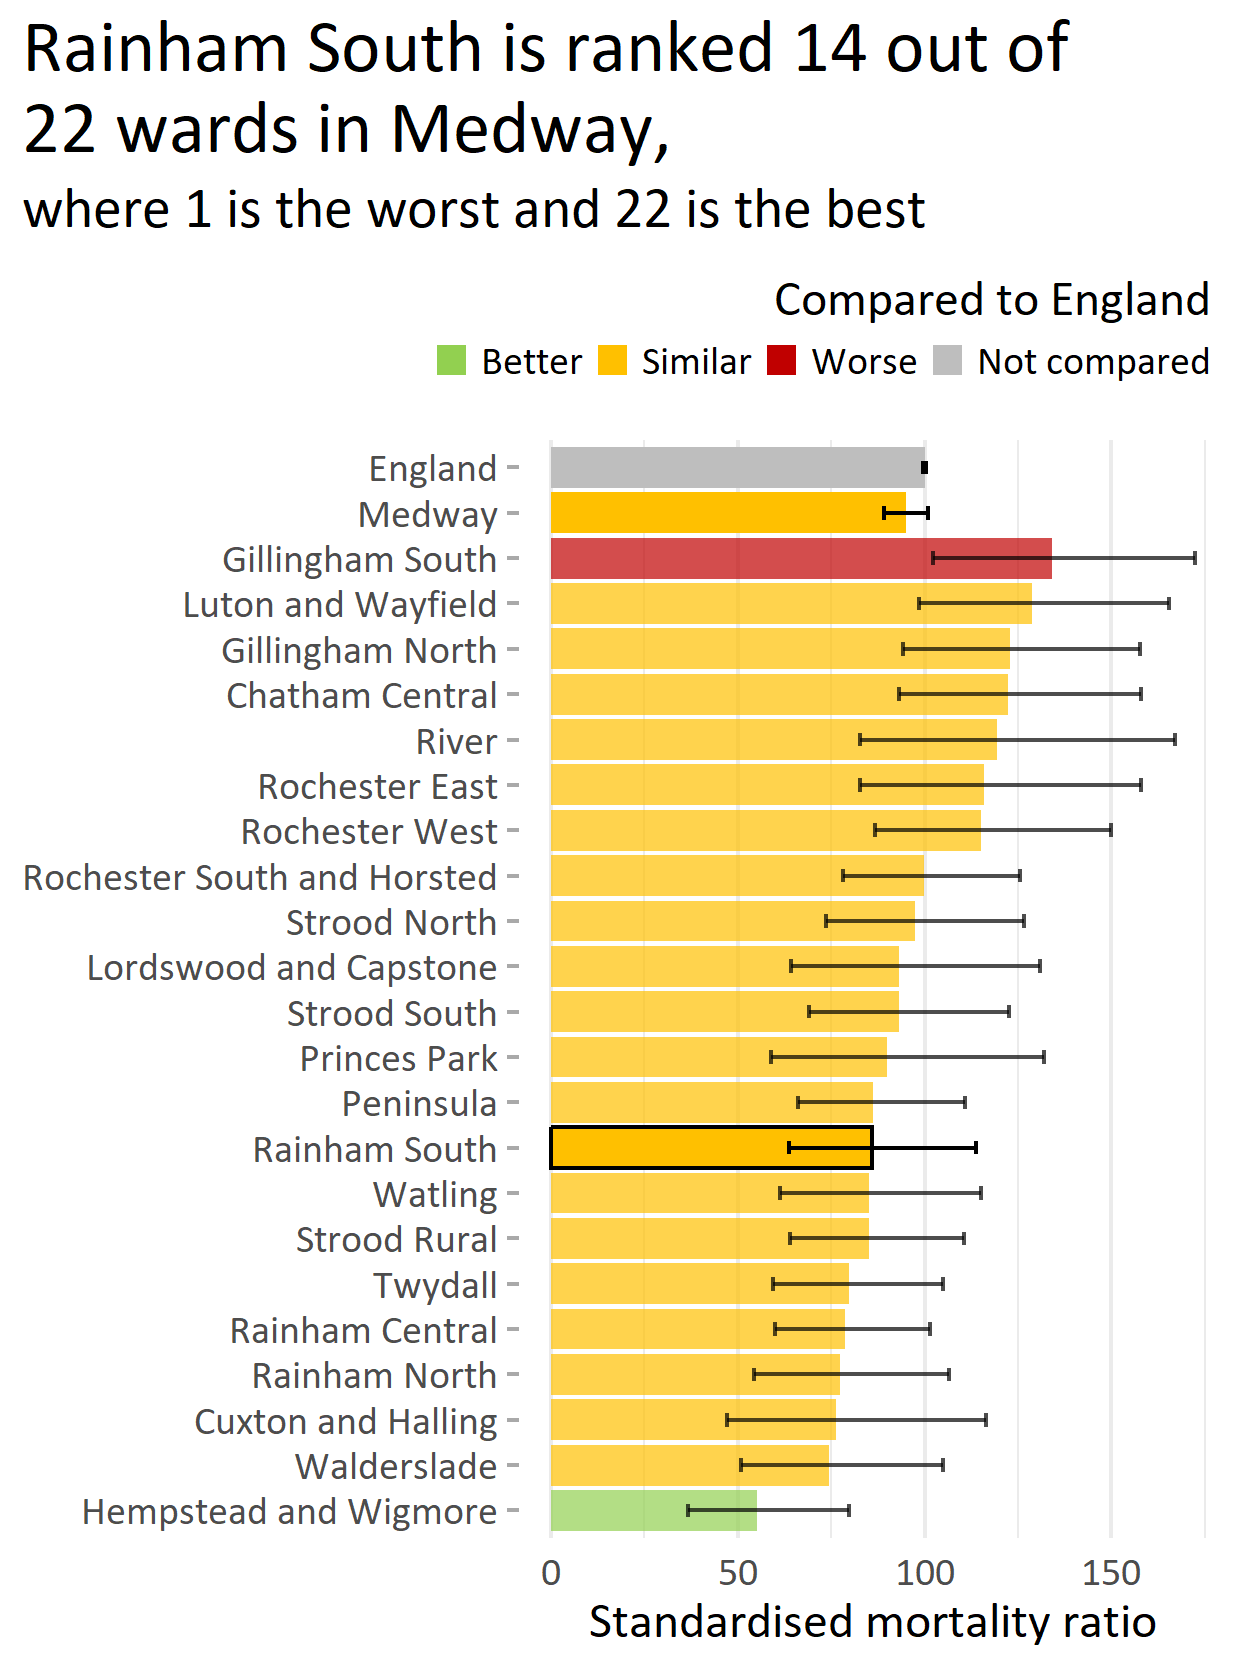 Rainham South is ranked 14 out of
22 wards in Medway,
where 1 is the worst and 22 is the best
Compared to England
Better Similar Worse Not compared
England
Medway
Gillingham South
Luton and Wayfield
Gillingham North
Chatham Central
River
Rochester East
Rochester West
Rochester South and Horsted
Strood North
Lordswood and Capstone
Strood South
Princes Park
Peninsula
Rainham South
Watling
Strood Rural
Twydall
Rainham Central
Rainham North
Cuxton and Halling
Walderslade
Hempstead and Wigmore
0 50 100 150
Standardised mortality ratio